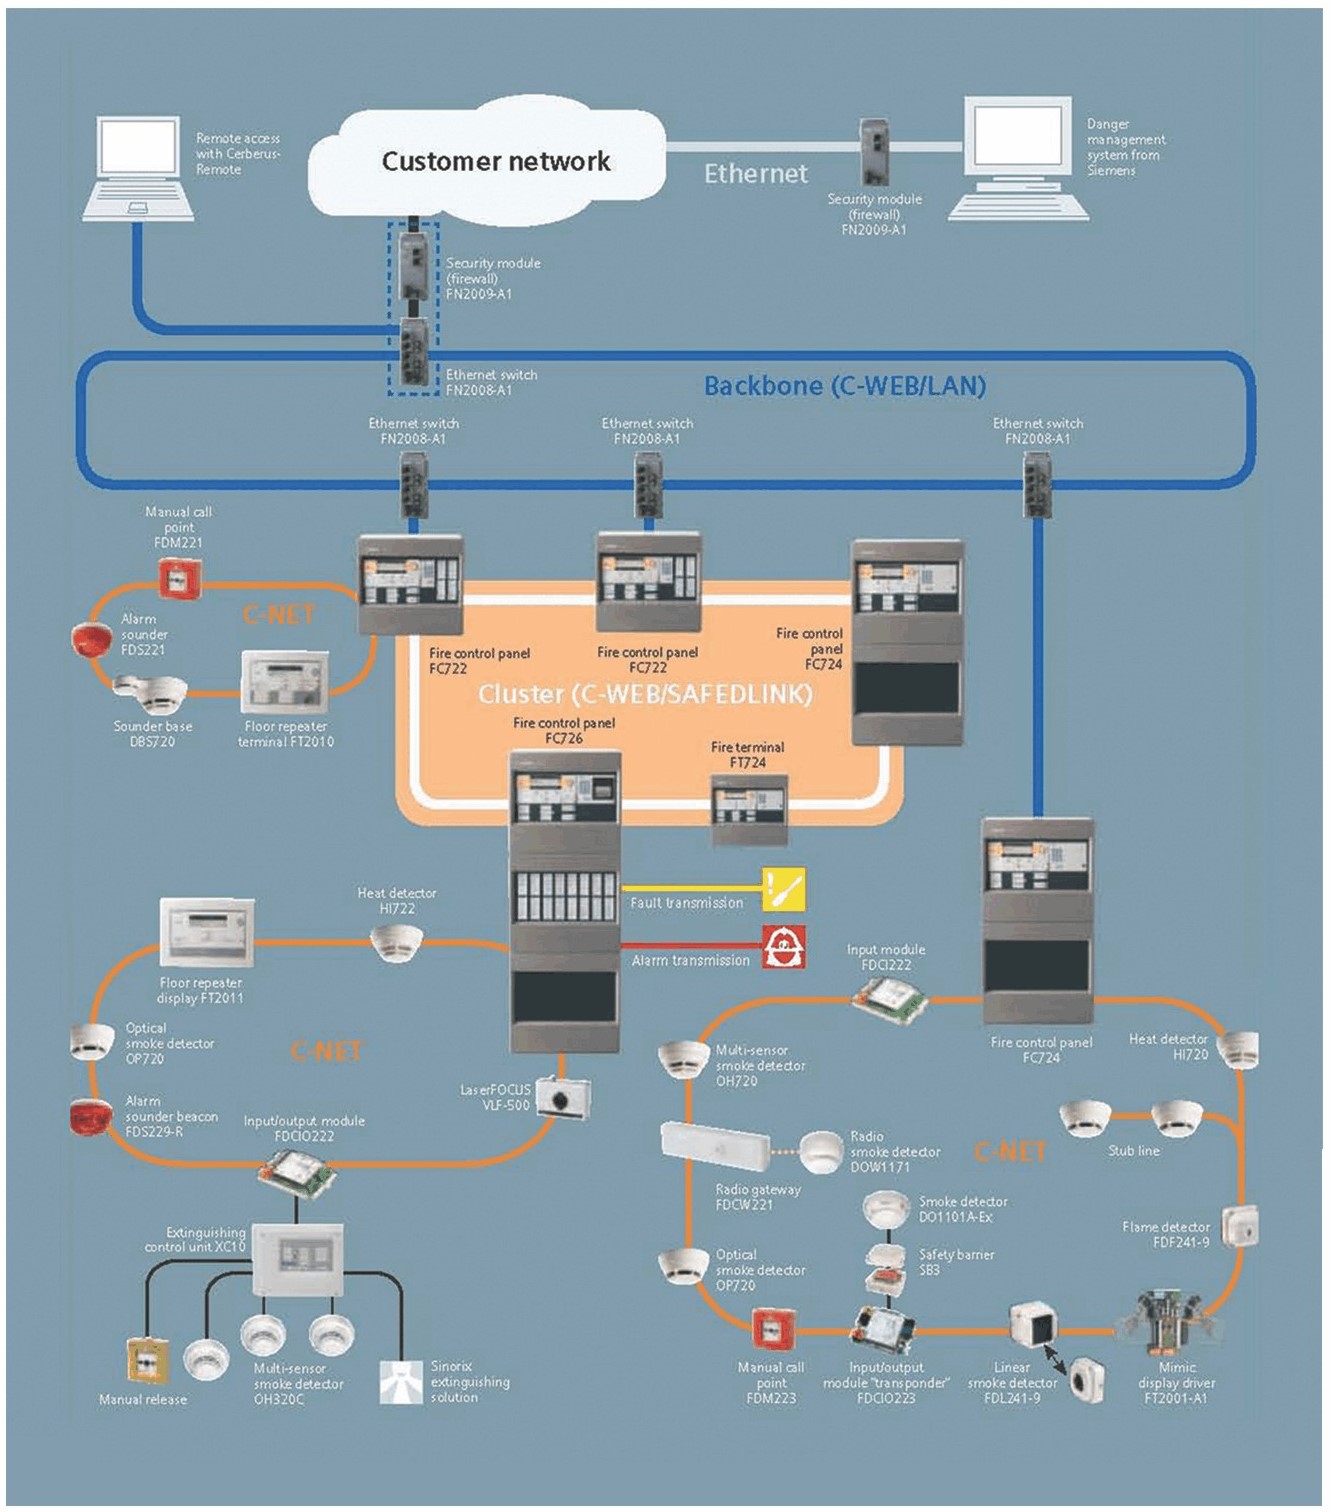 Remote access
with Cerberus-
Remote
Customer network
Ethernet
Security module
(firewall)
FN2009-A1
Danger
management
system from
Siemens
Security module
(firewall)
FN2009-A1
Ethernet switch
FN2008-A1
Backbone (C-WEB/LAN)
Ethernet switch
FN2008-A1
Ethernet switch
FN2008-A1
Ethernet switch
FN2008-A1
Manual call
point
FDM221
C-NET
Alarm
sounder
FDS221
Sounder base
DBS720
Floor repeater
terminal FT2010
Fire control panel
FC722
Fire control panel
FC722
Fire control
panel
FC724
Cluster (C-WEB/SAFEDLINK)
Fire control panel
FC726
Fire terminal
FT724
Fault transmission
Alarm transmission
Heat detector
HI722
Floor repeater
display FT2011
Optical
smoke detector
OP720
C-NET
Alarm
sounder beacon
FDS229-R
Input/output module
FDCIO222
LaserFOCUS
VLF-500
Extinguishing
control unit XC10
Manual release
Multi-sensor
smoke detector
OH320C
Sinorix
extinguishing
solution
Input module
FDCI222
Fire control panel
FC724
Heat detector
HI720
Multi-sensor
smoke detector
OH720
Stub line
C-NET
Radio
smoke detector
DOW1171
Radio gateway
FDCW221
Smoke detector
DO1101A-Ex
Safety barrier
SB3
Flame detector
FDF241-9
Optical
smoke detector
OP720
Manual call
point
FDM223
Input/output
module "transponder"
FDCIO223
Linear
smoke detector
FDL241-9
Mimic
display driver
FT2001-A1